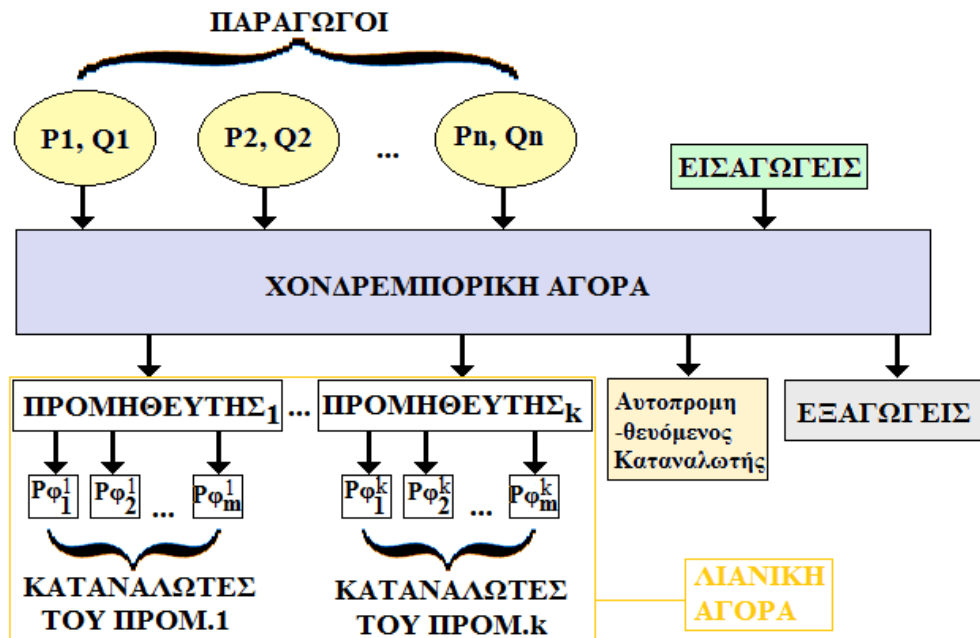 ΠΑΡΑΓΩΓΟΙ
P1, Q1
P2, Q2
...
Pn, Qn
ΕΙΣΑΓΩΓΕΙΣ
ΧΟΝΔΡΕΜΠΟΡΙΚΗ ΑΓΟΡΑ
ΠΡΟΜΗΘΕΥΤΗΣ1
...
ΠΡΟΜΗΘΕΥΤΗΣk
Αυτοπρομη
-θευόμενος
Καταναλωτής
ΕΞΑΓΩΓΕΙΣ
Pφ11
Pφ12
...
Pφ1m
Pφk1
Pφk2
...
Pφkm
ΚΑΤΑΝΑΛΩΤΕΣ
ΤΟΥ ΠΡΟΜ.1
ΚΑΤΑΝΑΛΩΤΕΣ
ΤΟΥ ΠΡΟΜ.k
ΛΙΑΝΙΚΗ
ΑΓΟΡΑ